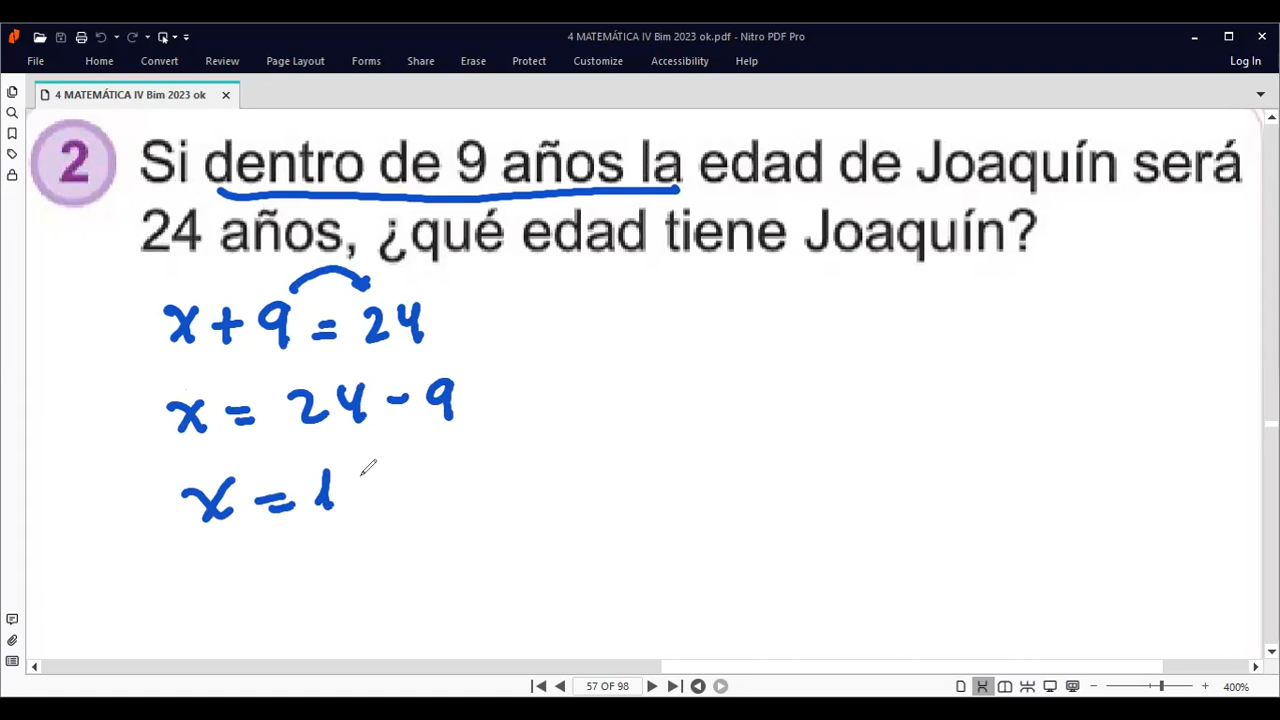 4 MATEMÁTICA IV Bim 2023 ok.pdf - Nitro PDF Pro
File Home Convert Review Page Layout Forms Share Erase Protect Customize Accessibility Help Log In
4 MATEMÁTICA IV Bim 2023 ok
2 Si dentro de 9 años la edad de Joaquín será
24 años, ¿qué edad tiene Joaquín?
x + 9 = 24
x = 24 - 9
x = 1
57 OF 98
400%